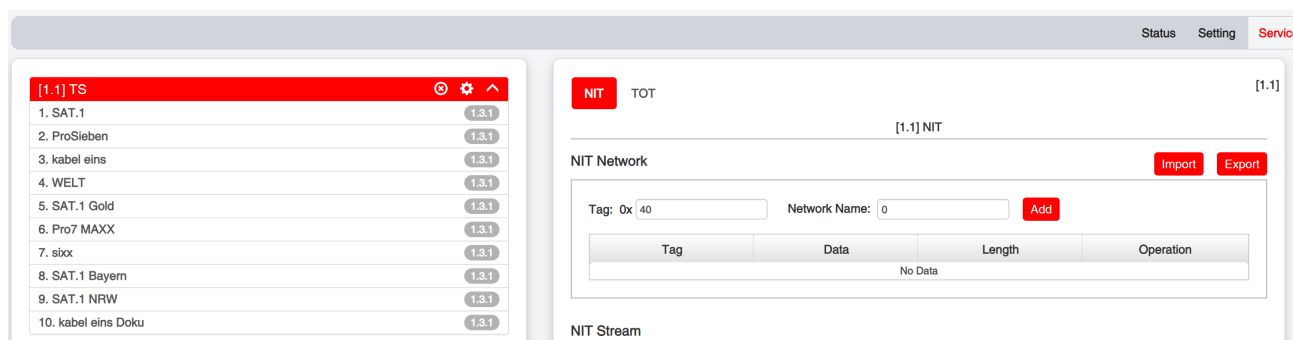 Status Setting Servic
[1.1] TS
1. SAT.1 1.3.1
2. ProSieben 1.3.1
3. kabel eins 1.3.1
4. WELT 1.3.1
5. SAT.1 Gold 1.3.1
6. Pro7 MAXX 1.3.1
7. sixx 1.3.1
8. SAT.1 Bayern 1.3.1
9. SAT.1 NRW 1.3.1
10. kabel eins Doku 1.3.1
NIT TOT [1.1]
[1.1] NIT
NIT Network Import Export
Tag: 0x 40 Network Name: 0 Add
Tag Data Length Operation
No Data
NIT Stream